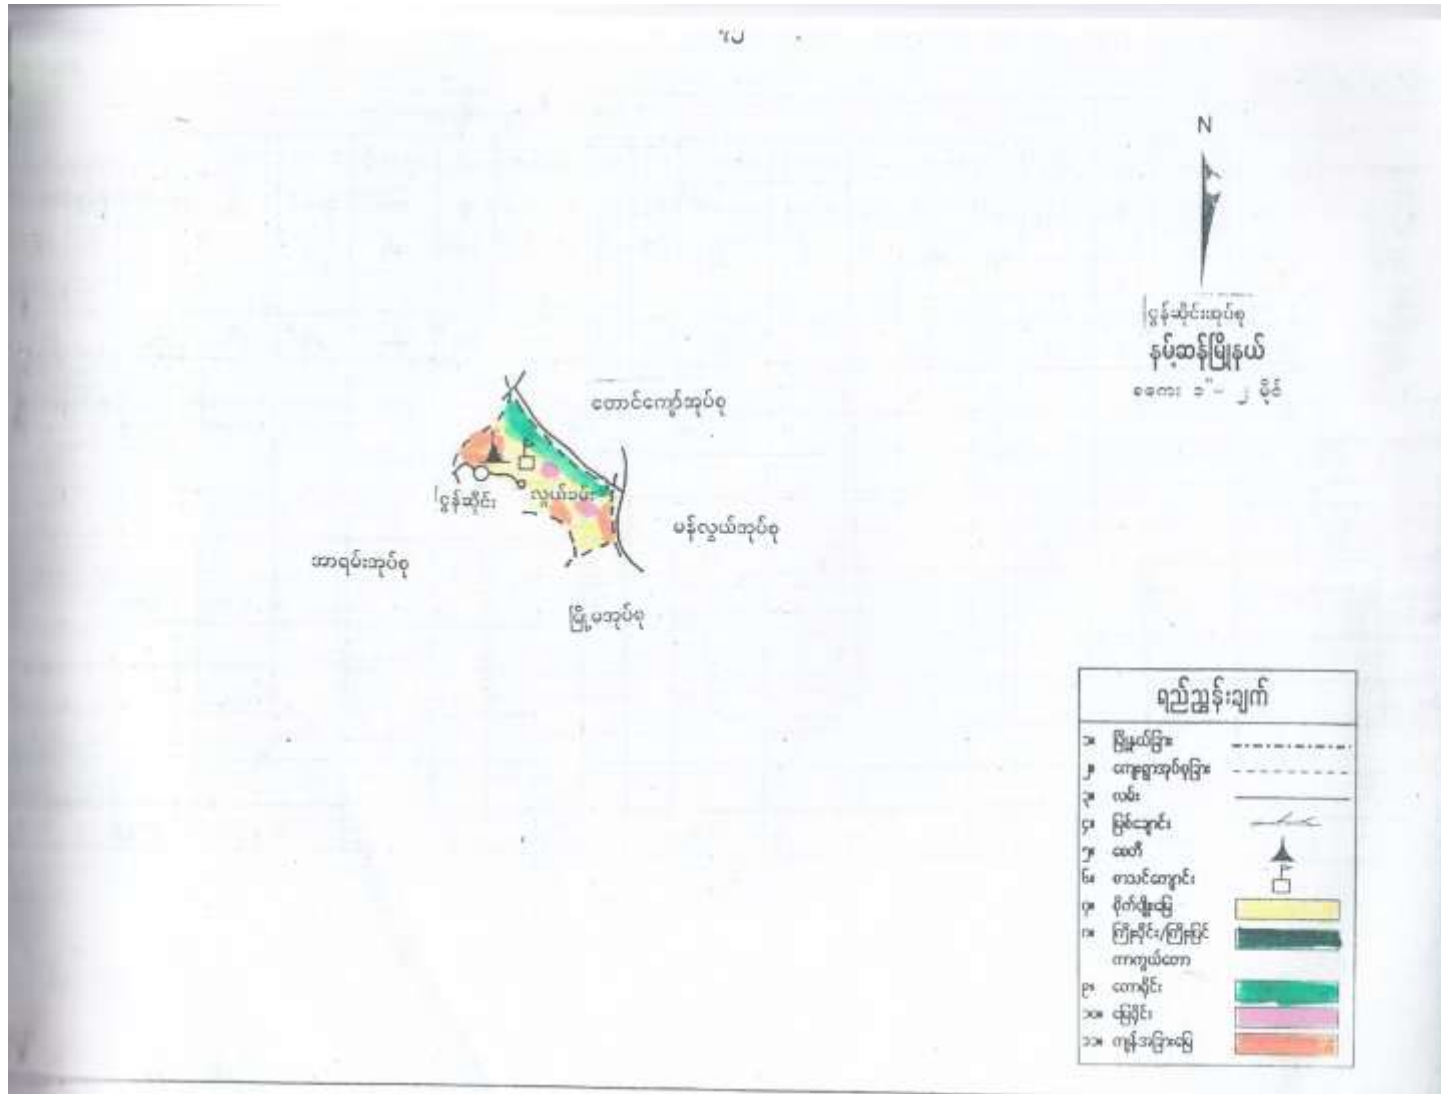 ၎၂
N
ငွန်ဆိုင်းအုပ်စု
နမ့်ဆန်မြို့နယ်
စကေး ၁" - ၂ မိုင်
တောင်ကျော်အုပ်စု
ငွန်ဆိုင်း
လွယ်ခမ်း
မန်လွယ်အုပ်စု
အာရမ်းအုပ်စု
မြို့မအုပ်စု
ရည်ညွှန်းချက်
၁။ မြို့နယ်ခြား
၂။ ကျေးရွာအုပ်စုခြား
၃။ လမ်း
၄။ မြစ်ချောင်း
၅။ စေတီ
၆။ စာသင်ကျောင်း
၇။ စိုက်ပျိုးမြေ
၈။ ကြိုးဝိုင်း/ကြိုးပြင်
ကာကွယ်တော
၉။ တောရိုင်း
၁၀။ မြေရိုင်း
၁၁။ ကျန်အခြားမြေ